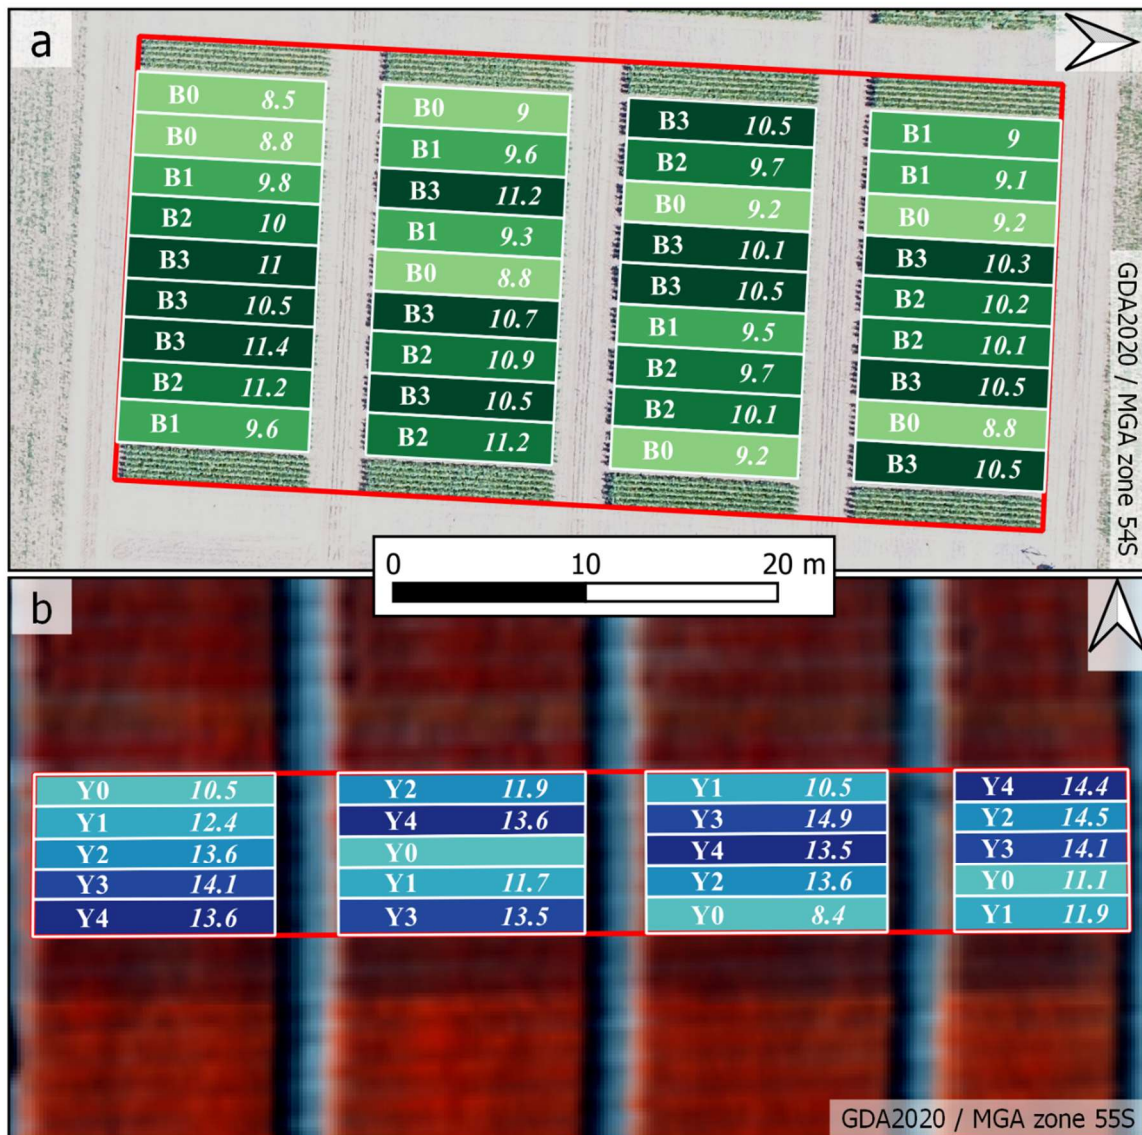 a
B0 8.5
B0 8.8
B1 9.8
B2 10
B3 11
B3 10.5
B3 11.4
B2 11.2
B1 9.6
B0 9
B1 9.6
B3 11.2
B1 9.3
B0 8.8
B3 10.7
B2 10.9
B3 10.5
B2 11.2
B3 10.5
B2 9.7
B0 9.2
B3 10.1
B3 10.5
B1 9.5
B2 9.7
B2 10.1
B0 9.2
B1 9
B1 9.1
B0 9.2
B3 10.3
B2 10.2
B2 10.1
B3 10.5
B0 8.8
B3 10.5
GDA2020 / MGA zone 54S
0 10 20 m
b
Y0 10.5
Y1 12.4
Y2 13.6
Y3 14.1
Y4 13.6
Y2 11.9
Y4 13.6
Y0
Y1 11.7
Y3 13.5
Y1 10.5
Y3 14.9
Y4 13.5
Y2 13.6
Y0 8.4
Y4 14.4
Y2 14.5
Y3 14.1
Y0 11.1
Y1 11.9
GDA2020 / MGA zone 55S